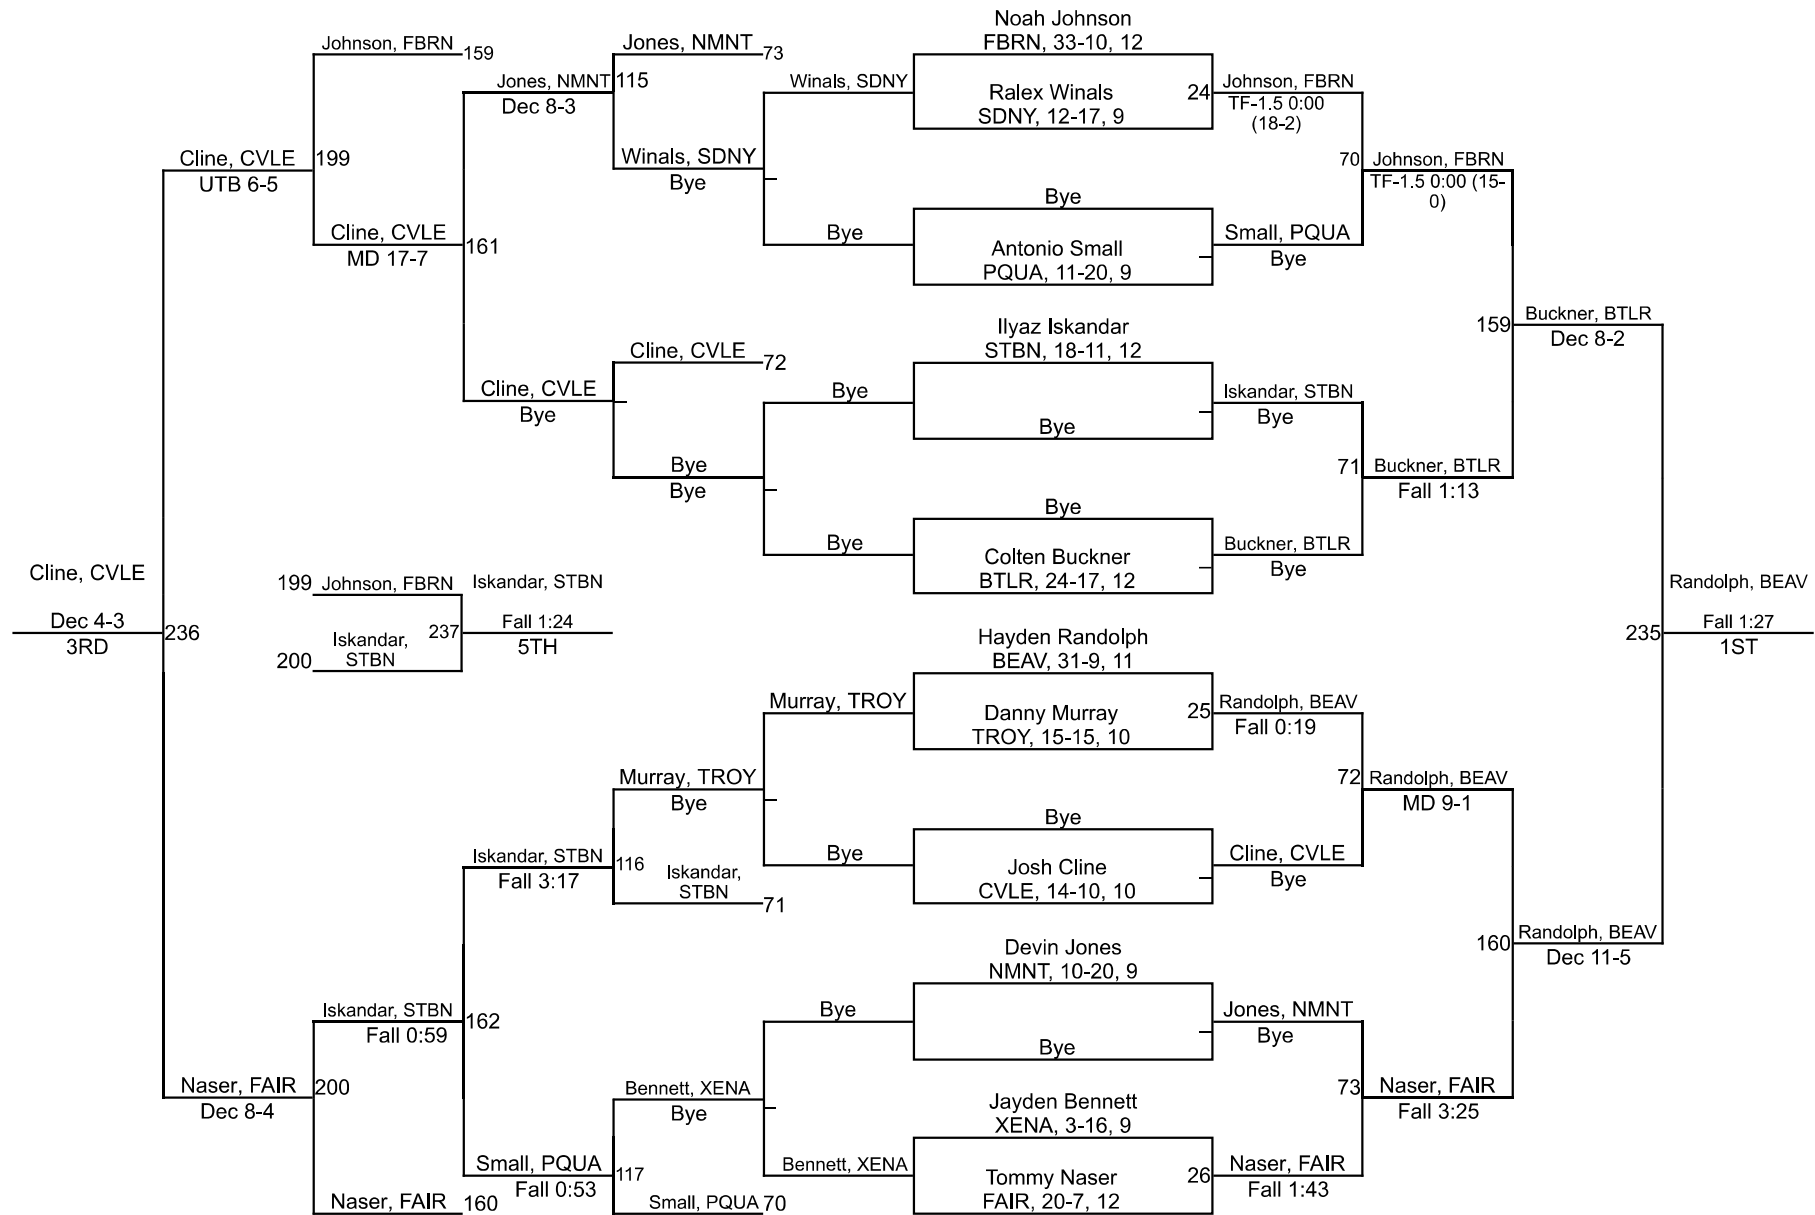 Noah Johnson
FBRN, 33-10, 12
Johnson, FBRN
159
Jones, NMNT
73
Jones, NMNT
115
Dec 8-3
Winals, SDNY
Ralex Winals
SDNY, 12-17, 9
24
Johnson, FBRN
TF-1.5 0:00
(18-2)
Cline, CVLE
199
UTB 6-5
Winals, SDNY
Bye
70
Johnson, FBRN
TF-1.5 0:00 (15-
0)
Bye
Cline, CVLE
161
MD 17-7
Bye
Antonio Small
PQUA, 11-20, 9
Small, PQUA
Bye
Ilyaz Iskandar
STBN, 18-11, 12
159
Buckner, BTLR
Dec 8-2
Cline, CVLE
72
Cline, CVLE
Bye
Bye
Bye
Iskandar, STBN
Bye
Bye
Bye
71
Buckner, BTLR
Fall 1:13
Bye
Bye
Colten Buckner
BTLR, 24-17, 12
Buckner, BTLR
Bye
Cline, CVLE
Dec 4-3
3RD
236
199
Johnson, FBRN
Iskandar, STBN
237
Fall 1:24
5TH
200
Iskandar,
STBN
Randolph, BEAV
235
Fall 1:27
1ST
Hayden Randolph
BEAV, 31-9, 11
Murray, TROY
Danny Murray
TROY, 15-15, 10
25
Randolph, BEAV
Fall 0:19
Murray, TROY
Bye
72
Randolph, BEAV
MD 9-1
Bye
Iskandar, STBN
116
Fall 3:17
Iskandar,
STBN
71
Bye
Josh Cline
CVLE, 14-10, 10
Cline, CVLE
Bye
Devin Jones
NMNT, 10-20, 9
160
Randolph, BEAV
Dec 11-5
Iskandar, STBN
162
Fall 0:59
Bye
Bye
Jones, NMNT
Bye
Naser, FAIR
200
Dec 8-4
Bennett, XENA
Bye
73
Naser, FAIR
Fall 3:25
Jayden Bennett
XENA, 3-16, 9
Small, PQUA
117
Fall 0:53
Bennett, XENA
Tommy Naser
FAIR, 20-7, 12
26
Naser, FAIR
Fall 1:43
Naser, FAIR
160
Small, PQUA
70